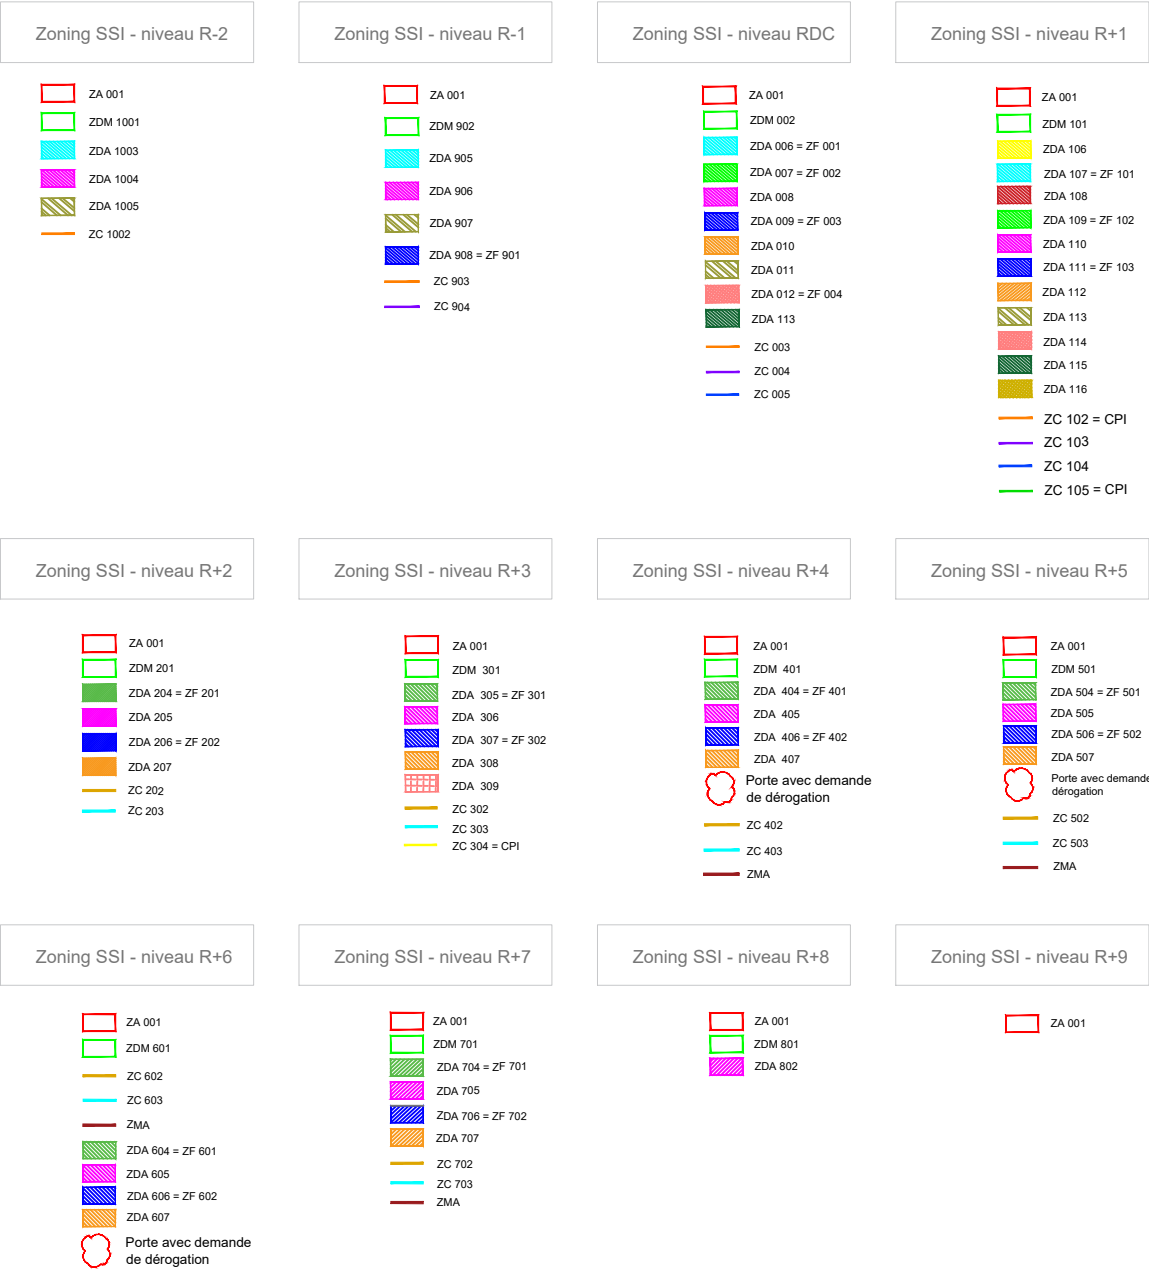 Zoning SSI - niveau R-2
ZA 001
ZDM 1001
ZDA 1003
ZDA 1004
ZDA 1005
ZC 1002
Zoning SSI - niveau R-1
ZA 001
ZDM 902
ZDA 905
ZDA 906
ZDA 907
ZDA 908 = ZF 901
ZC 903
ZC 904
Zoning SSI - niveau RDC
ZA 001
ZDM 002
ZDA 006 = ZF 001
ZDA 007 = ZF 002
ZDA 008
ZDA 009 = ZF 003
ZDA 010
ZDA 011
ZDA 012 = ZF 004
ZDA 113
ZC 003
ZC 004
ZC 005
Zoning SSI - niveau R+1
ZA 001
ZDM 101
ZDA 106
ZDA 107 = ZF 101
ZDA 108
ZDA 109 = ZF 102
ZDA 110
ZDA 111 = ZF 103
ZDA 112
ZDA 113
ZDA 114
ZDA 115
ZDA 116
ZC 102 = CPI
ZC 103
ZC 104
ZC 105 = CPI
Zoning SSI - niveau R+2
ZA 001
ZDM 201
ZDA 204 = ZF 201
ZDA 205
ZDA 206 = ZF 202
ZDA 207
ZC 202
ZC 203
Zoning SSI - niveau R+3
ZA 001
ZDM 301
ZDA 305 = ZF 301
ZDA 306
ZDA 307 = ZF 302
ZDA 308
ZDA 309
ZC 302
ZC 303
ZC 304 = CPI
Zoning SSI - niveau R+4
ZA 001
ZDM 401
ZDA 404 = ZF 401
ZDA 405
ZDA 406 = ZF 402
ZDA 407
Porte avec demande
de dérogation
ZC 402
ZC 403
ZMA
Zoning SSI - niveau R+5
ZA 001
ZDM 501
ZDA 504 = ZF 501
ZDA 505
ZDA 506 = ZF 502
ZDA 507
Porte avec demande
dérogation
ZC 502
ZC 503
ZMA
Zoning SSI - niveau R+6
ZA 001
ZDM 601
ZC 602
ZC 603
ZMA
ZDA 604 = ZF 601
ZDA 605
ZDA 606 = ZF 602
ZDA 607
Porte avec demande
de dérogation
Zoning SSI - niveau R+7
ZA 001
ZDM 701
ZDA 704 = ZF 701
ZDA 705
ZDA 706 = ZF 702
ZDA 707
ZC 702
ZC 703
ZMA
Zoning SSI - niveau R+8
ZA 001
ZDM 801
ZDA 802
Zoning SSI - niveau R+9
ZA 001